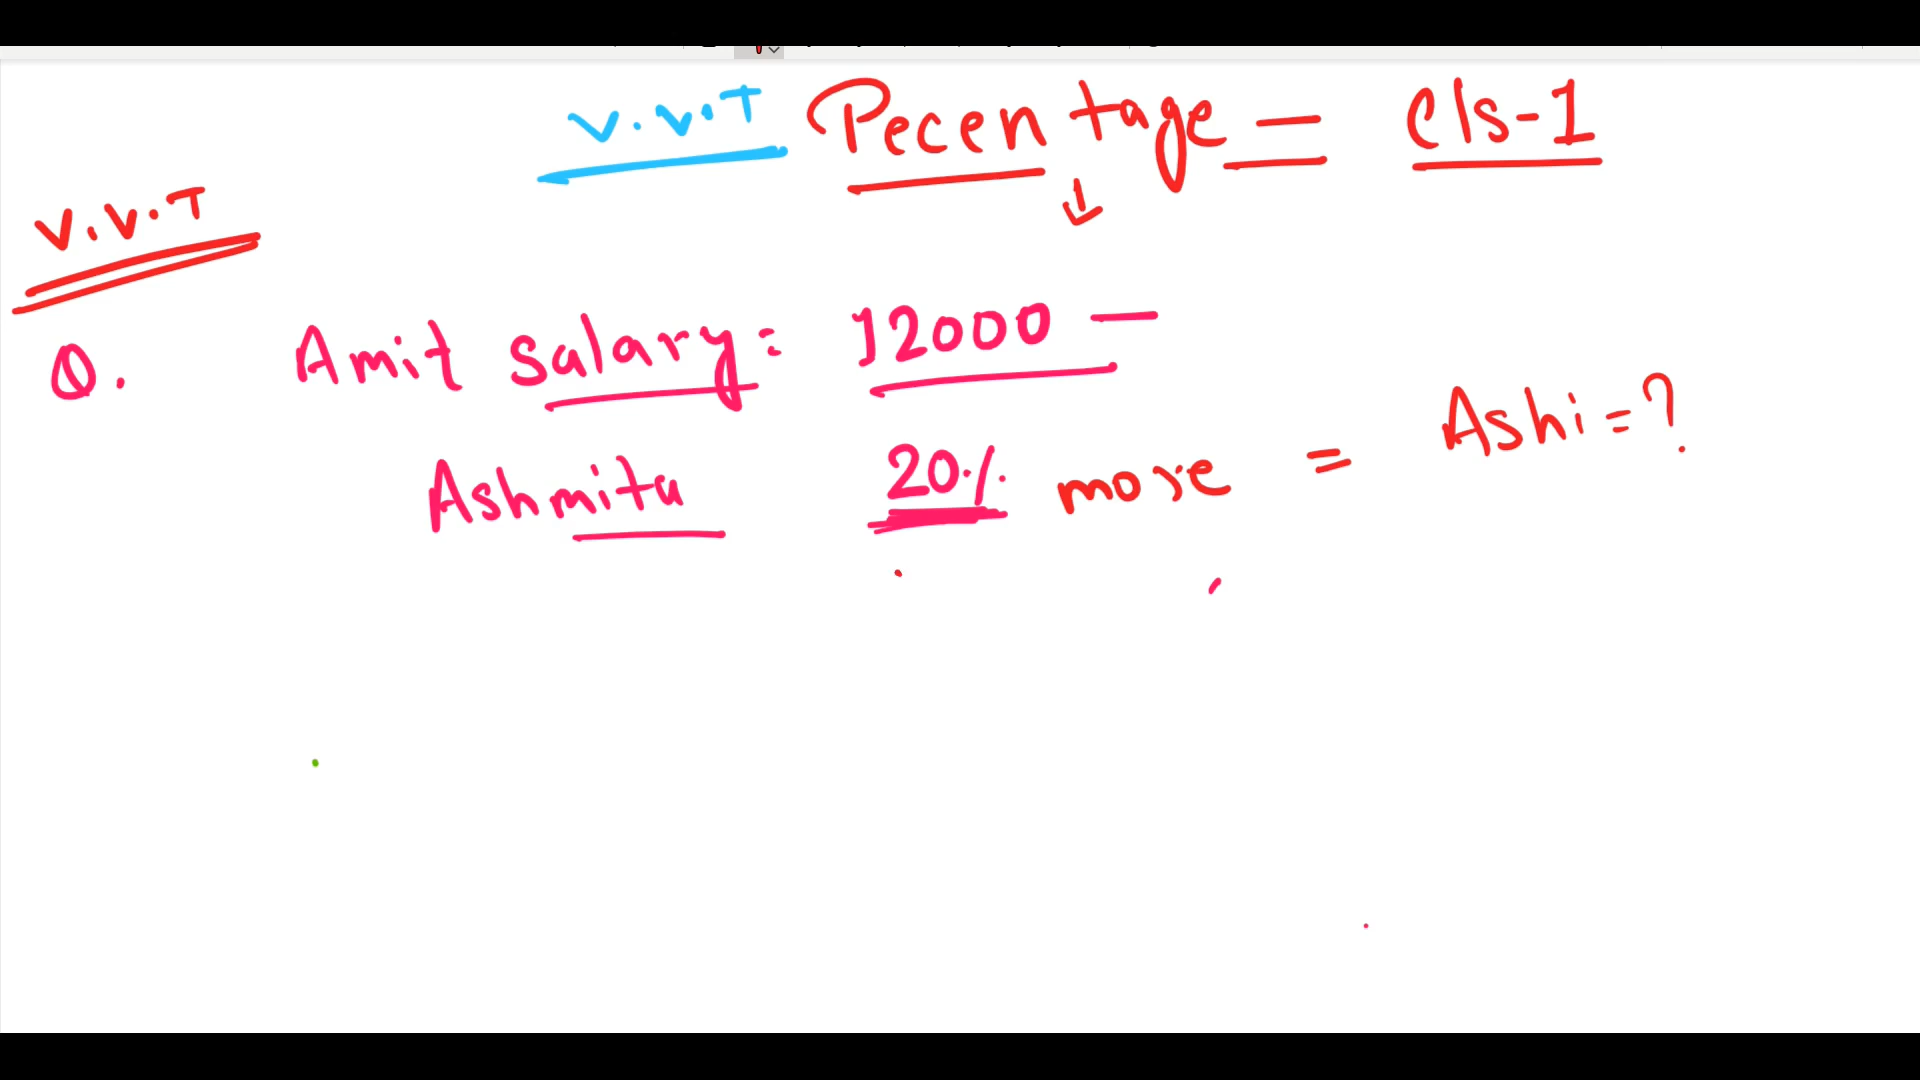 V.V.T Pecentage = Cls-1
V.V.T
Q. Amit Salary = 12000 -
Ashmita 20% more = Ashi = ?